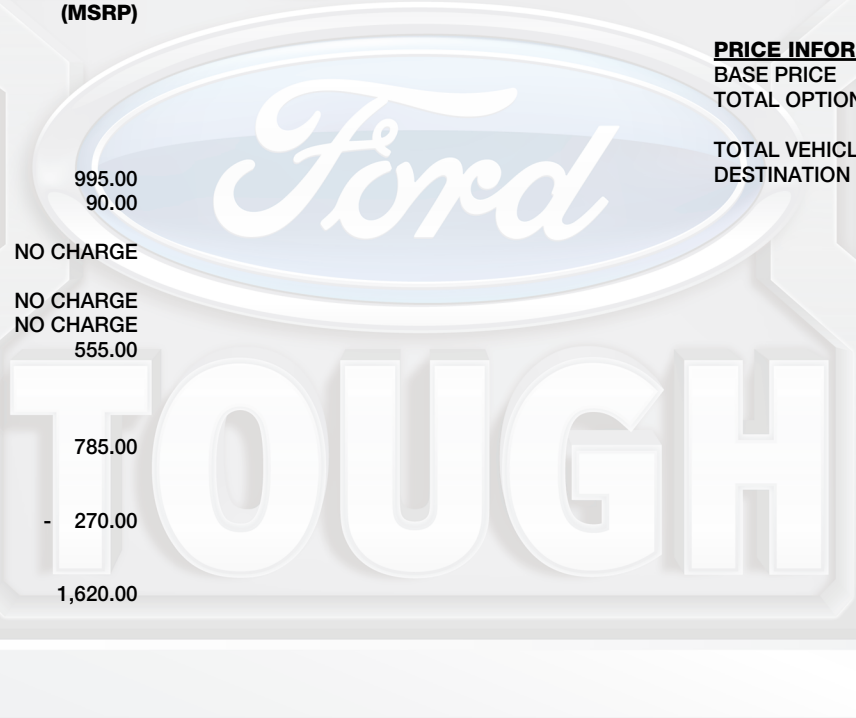 (MSRP)
995.00
90.00
NO CHARGE
NO CHARGE
NO CHARGE
555.00
785.00
- 270.00
1,620.00
PRICE INFOR
BASE PRICE
TOTAL OPTION
TOTAL VEHICL
DESTINATION
Ford
TOUGH